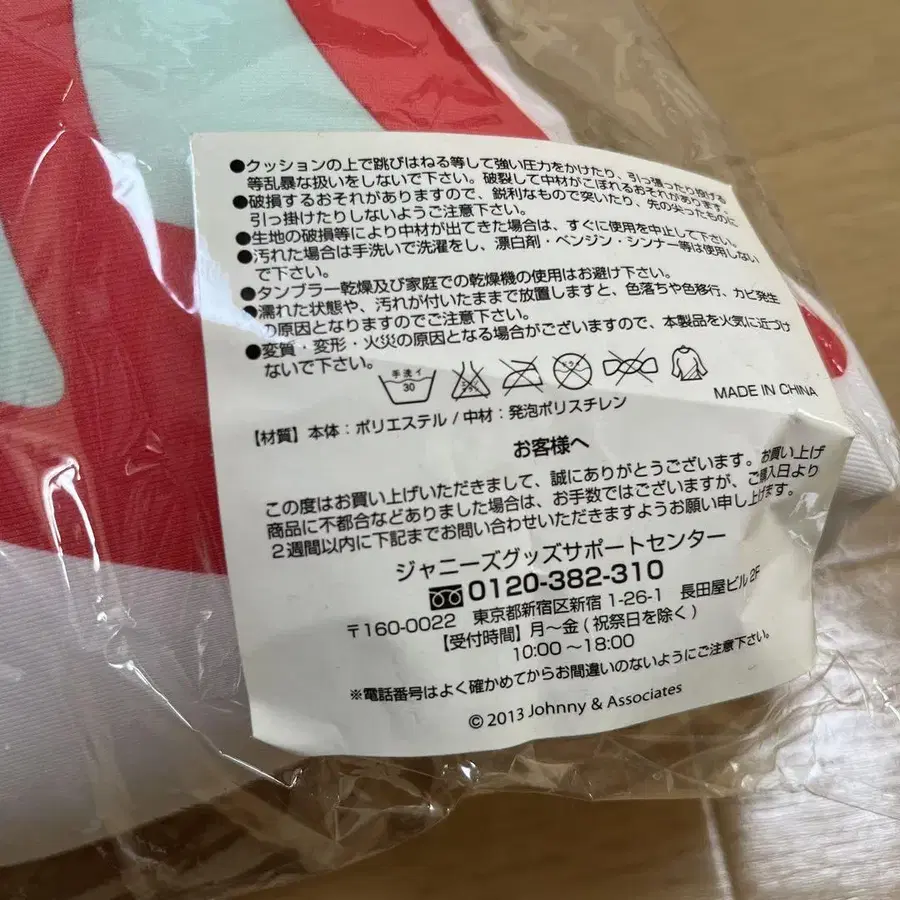 ●クッションの上で跳びはねる等して強い圧力をかけたり、引っ張ったり投げる
等乱暴な扱いをしないで下さい。破裂して中材がこぼれるおそれがあります。
●破損するおそれがありますので、鋭利なもので突いたり、先の尖ったものに
引っ掛けたりしないようご注意下さい。
●生地の破損等により中材が出てきた場合は、すぐに使用を中止して下さい。
●汚れた場合は手洗いで洗濯をし、漂白剤・ベンジン・シンナー等は使用しない
で下さい。
●タンブラー乾燥及び家庭での乾燥機の使用はお避け下さい。
●濡れた状態や、汚れが付いたままで放置しますと、色落ちや色移行、カビ発生
の原因となりますのでご注意下さい。
●変質・変形・火災の原因となる場合がございますので、本製品を火気に近づけ
ないで下さい。
手洗イ
30
MADE IN CHINA
【材質】本体:ポリエステル/中材:発泡ポリスチレン
お客様へ
この度はお買い上げいただきまして、誠にありがとうございます。お買い上げ
商品に不都合などありました場合は、お手数ではございますが、ご購入日より
2週間以内に下記までお問い合わせいただきますようお願い申し上げます。
ジャニーズグッズサポートセンター
0120-382-310
〒160-0022 東京都新宿区新宿 1-26-1 長田屋ビル2F
【受付時間】月~金(祝祭日を除く)
10:00~18:00
※電話番号はよく確かめてからお間違いのないようにご注意下さい。
© 2013 Johnny & Associates